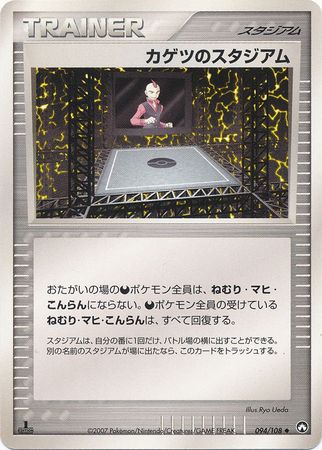 TRAINER
スタジアム
カゲツのスタジアム
おたがいの場のポケモン全員は、ねむり・マヒ・
こんらんにならない。ポケモンの受けている
ねむり・マヒ・こんらんは、すべて回復する。
スタジアムは、自分の番に1回だけ、バトル場の横に出すことができる。
別の名前のスタジアムが場に出たなら、このカードをトラッシュする。
Illus.Ryo Ueda
1
©2007 Pokémon/Nintendo/Creatures/GAME FREAK.
094/108